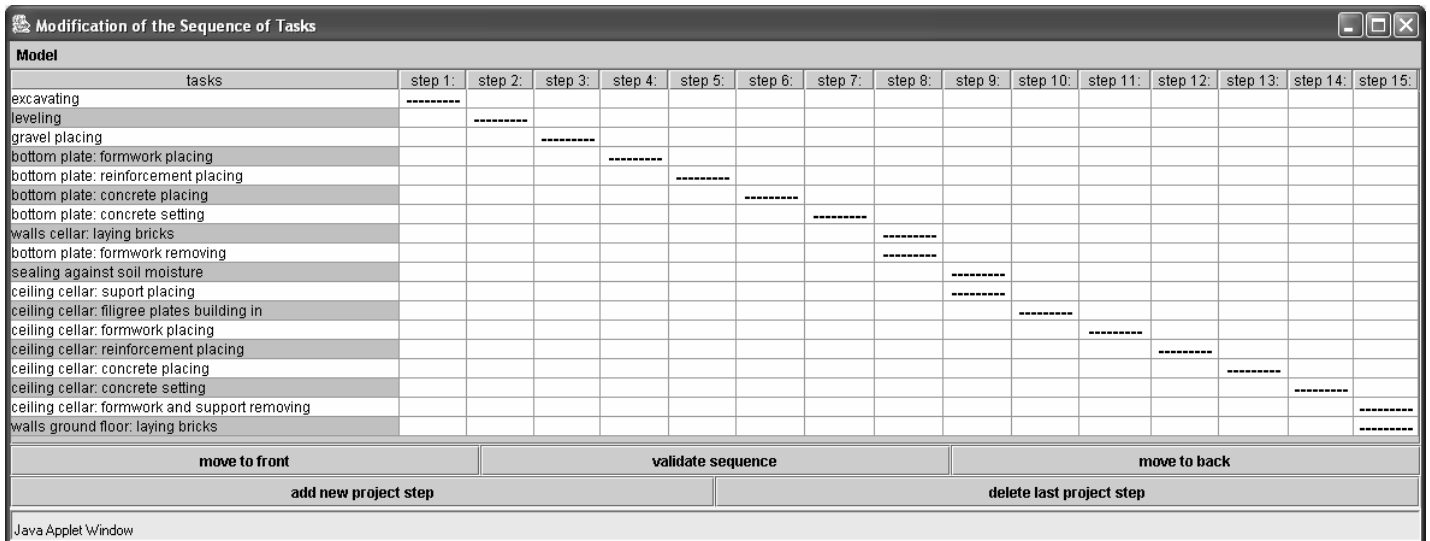 Modification of the Sequence of Tasks
Model
tasks step 1: step 2: step 3: step 4: step 5: step 6: step 7: step 8: step 9: step 10: step 11: step 12: step 13: step 14: step 15:
excavating ---------
leveling ---------
gravel placing ---------
bottom plate: formwork placing ---------
bottom plate: reinforcement placing ---------
bottom plate: concrete placing ---------
bottom plate: concrete setting ---------
walls cellar: laying bricks ---------
bottom plate: formwork removing ---------
sealing against soil moisture ---------
ceiling cellar: suport placing ---------
ceiling cellar: filigree plates building in ---------
ceiling cellar: formwork placing ---------
ceiling cellar: reinforcement placing ---------
ceiling cellar: concrete placing ---------
ceiling cellar: concrete setting ---------
ceiling cellar: formwork and support removing ---------
walls ground floor: laying bricks ---------
move to front validate sequence move to back
add new project step delete last project step
Java Applet Window